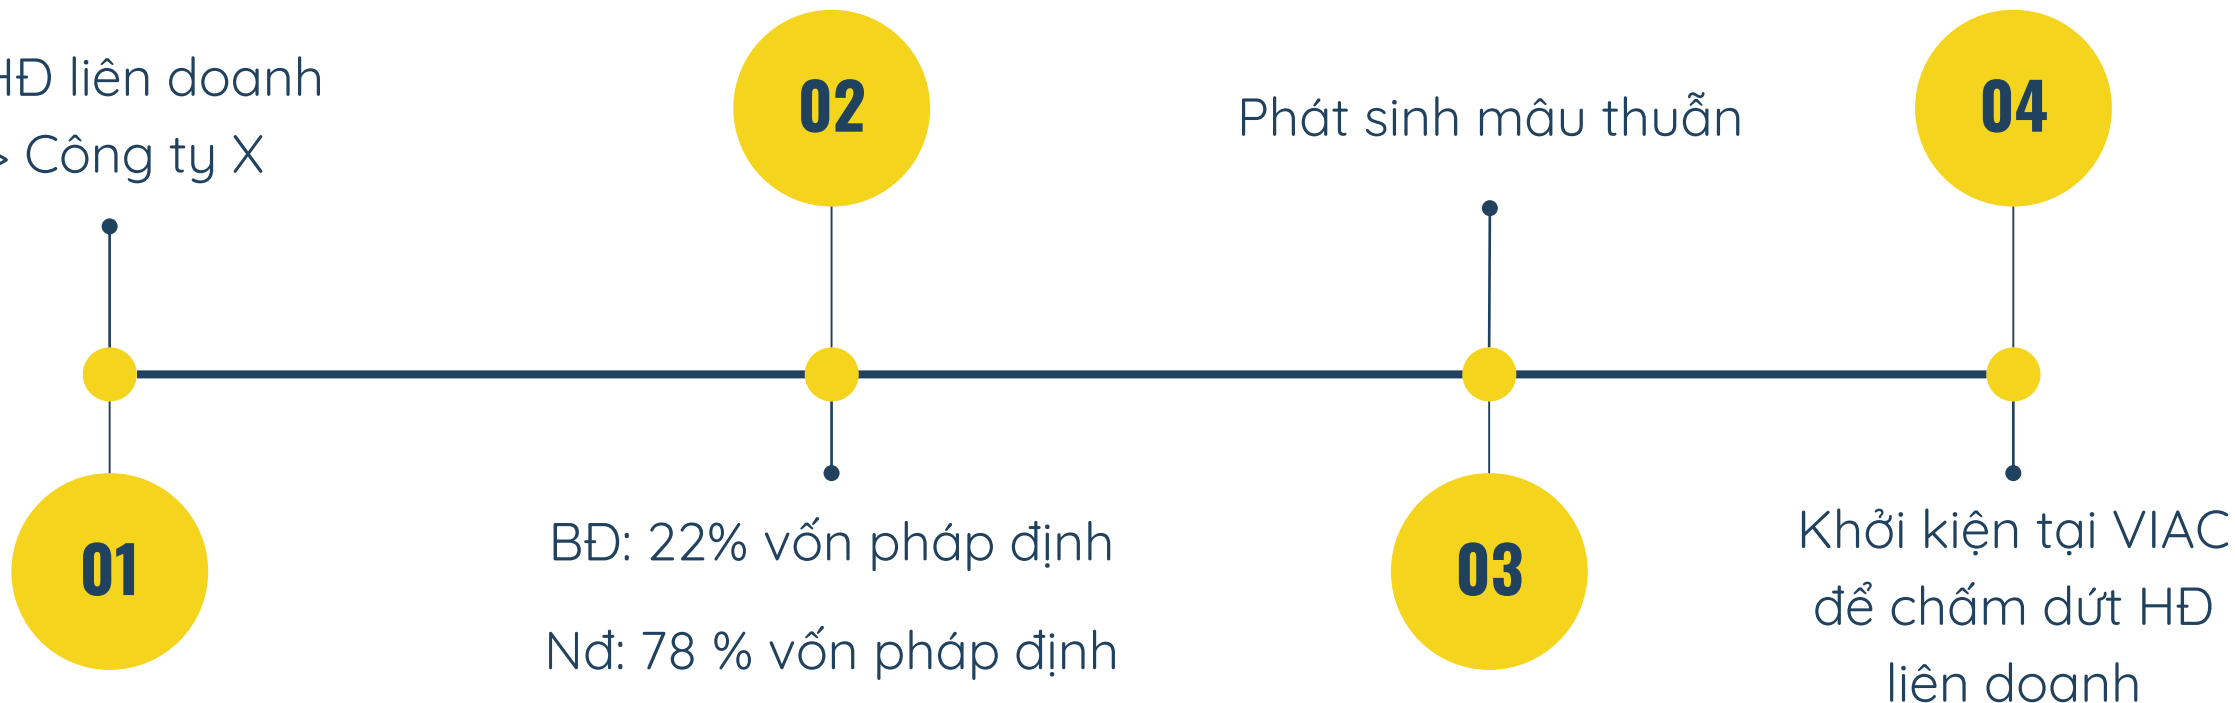 HĐ liên doanh
> Công ty X
01
02
BĐ: 22% vốn pháp định
Nđ: 78 % vốn pháp định
Phát sinh mâu thuẫn
03
04
Khởi kiện tại VIAC
để chấm dứt HĐ
liên doanh